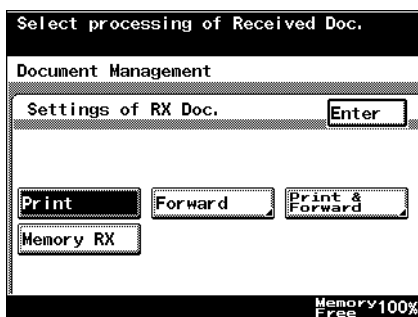 Select processing of Received Doc.
Document Management
Settings of RX Doc.
Enter
Print
Forward
Print &
Forward
Memory RX
Memory
Free 100%